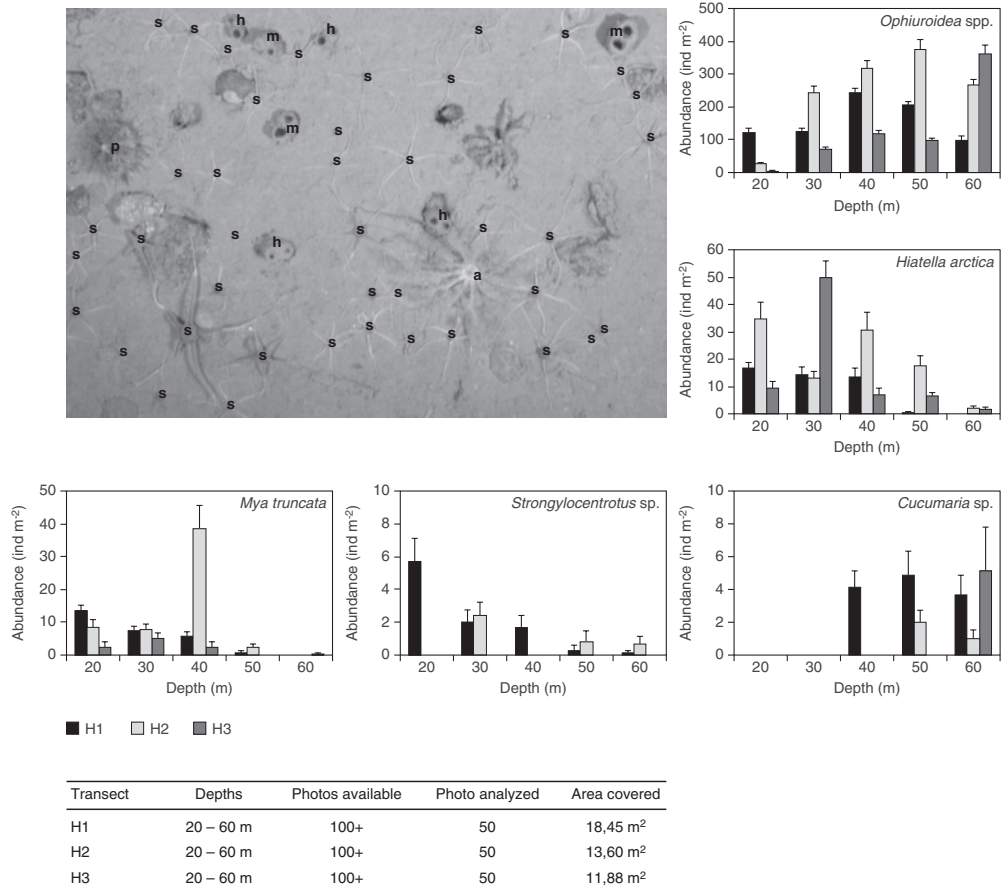 s s h m h s m
s s
s s s
s
m s s
p s s
s s
h
s s s
s s h s
s
a
s s s s
s
s s s
s s s s
s s s
s s
Ophiuroidea spp.
Abundance (ind m-2)
500
400
300
200
100
0
20 30 40 50 60
Depth (m)
Hiatella arctica
Abundance (ind m-2)
60
50
40
30
20
10
0
20 30 40 50 60
Depth (m)
Mya truncata
Abundance (ind m-2)
50
40
30
20
10
0
20 30 40 50 60
Depth (m)
Strongylocentrotus sp.
Abundance (ind m-2)
10
8
6
4
2
0
20 30 40 50 60
Depth (m)
Cucumaria sp.
Abundance (ind m-2)
10
8
6
4
2
0
20 30 40 50 60
Depth (m)
H1 H2 H3
Transect Depths Photos available Photo analyzed Area covered
H1 20 – 60 m 100+ 50 18,45 m2
H2 20 – 60 m 100+ 50 13,60 m2
H3 20 – 60 m 100+ 50 11,88 m2